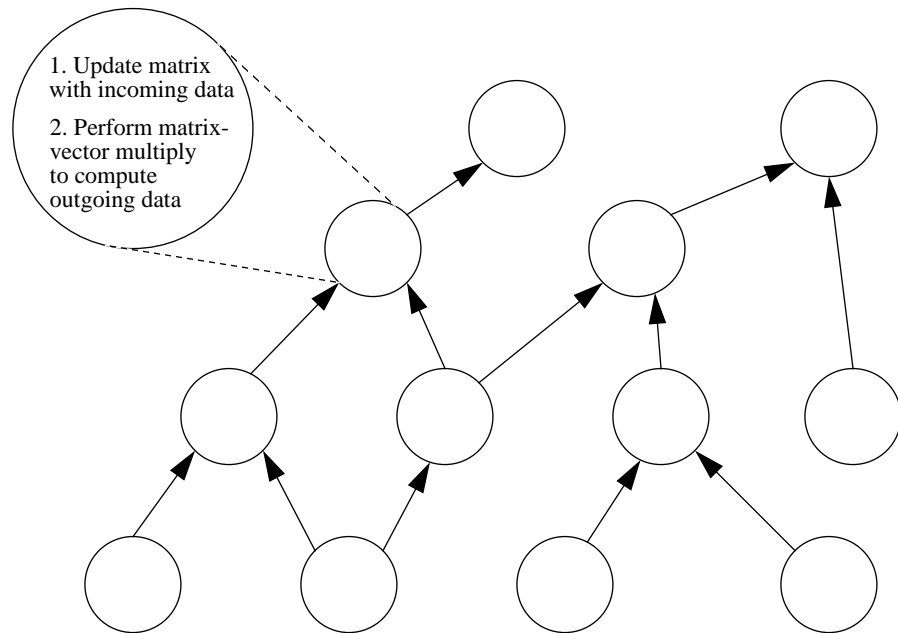 1. Update matrix
with incoming data
2. Perform matrix-
vector multiply
to compute
outgoing data